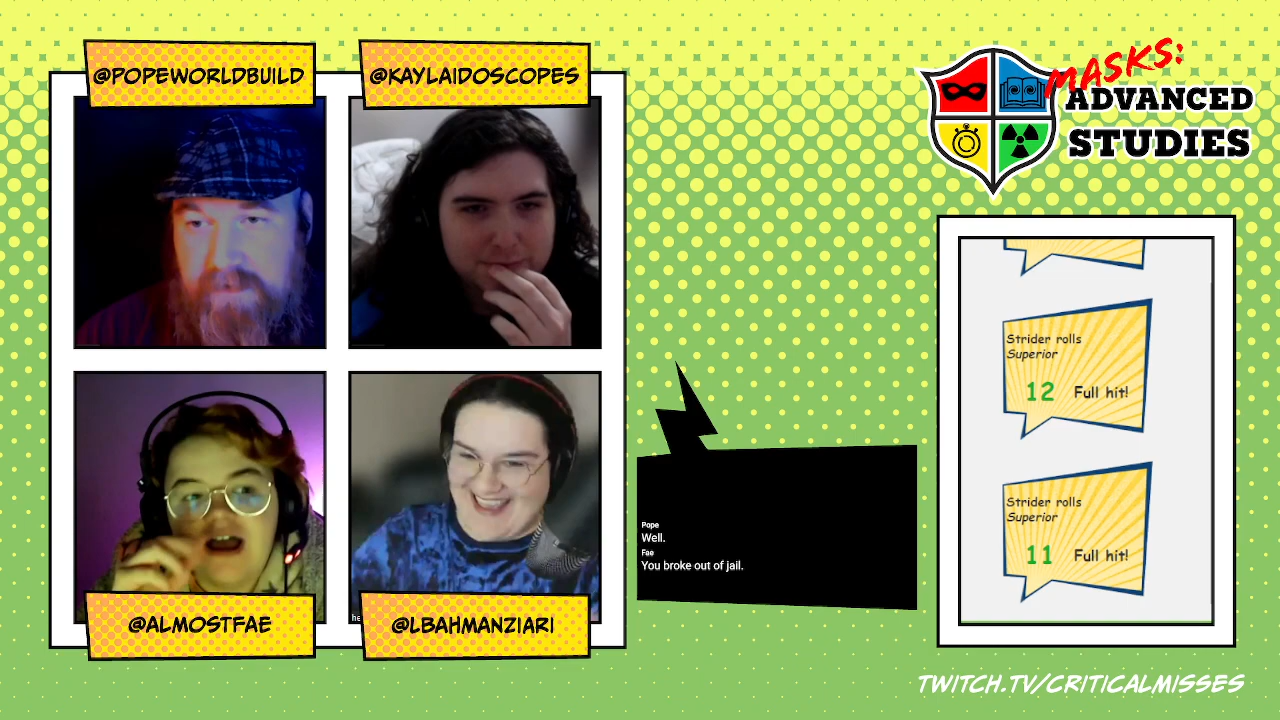 @POPEWORLDBUILD
@KAYLAIDOSCOPES
MASKS:
ADVANCED
STUDIES
Strider rolls
Superior
12 Full hit!
Strider rolls
Superior
11 Full hit!
Pope
Well.
Fae
You broke out of jail.
he
@ALMOSTFAE
@LBAHMANZIARI
TWITCH.TV/CRITICALMISSES